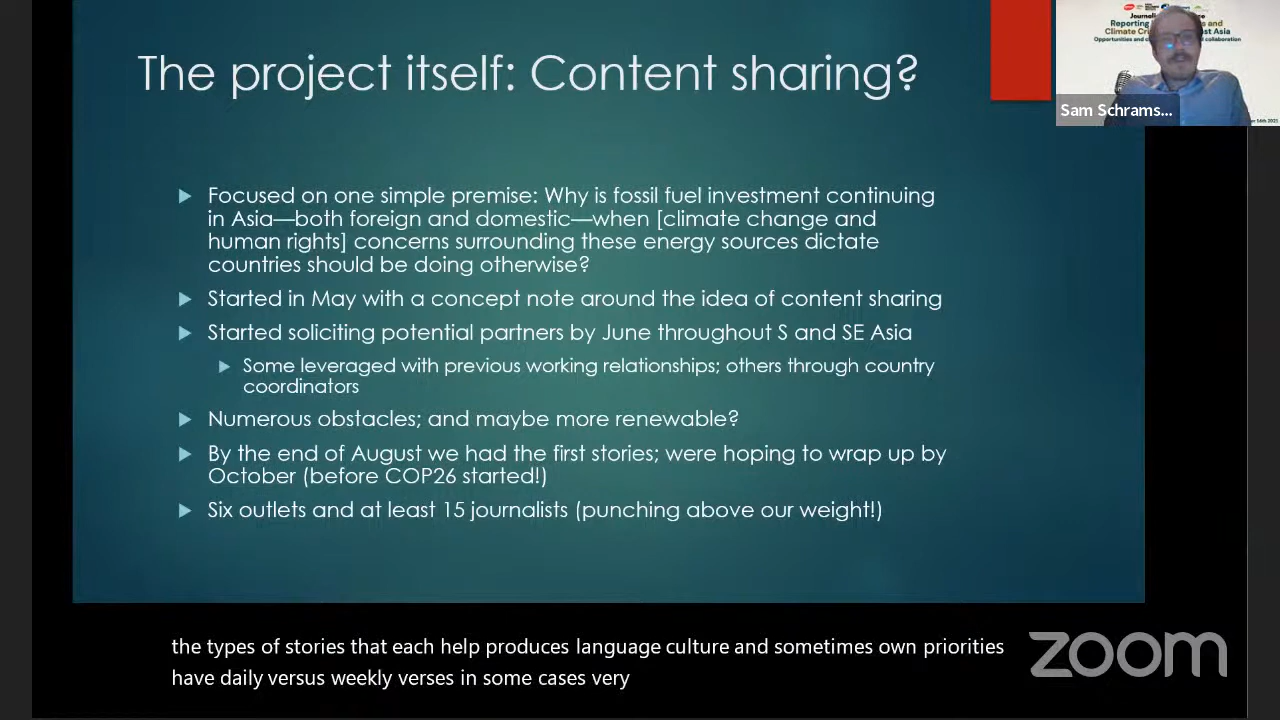 The project itself: Content sharing?
Focused on one simple premise: Why is fossil fuel investment continuing
in Asia—both foreign and domestic—when [climate change and
human rights] concerns surrounding these energy sources dictate
countries should be doing otherwise?
Started in May with a concept note around the idea of content sharing
Started soliciting potential partners by June throughout S and SE Asia
Some leveraged with previous working relationships; others through country
coordinators
Numerous obstacles; and maybe more renewable?
By the end of August we had the first stories; were hoping to wrap up by
October (before COP26 started!)
Six outlets and at least 15 journalists (punching above our weight!)
Reporting
and
Climate
Asia
Opportunities and
collaboration
Sam Schrams...
the types of stories that each help produces language culture and sometimes own priorities
have daily versus weekly verses in some cases very
zoom